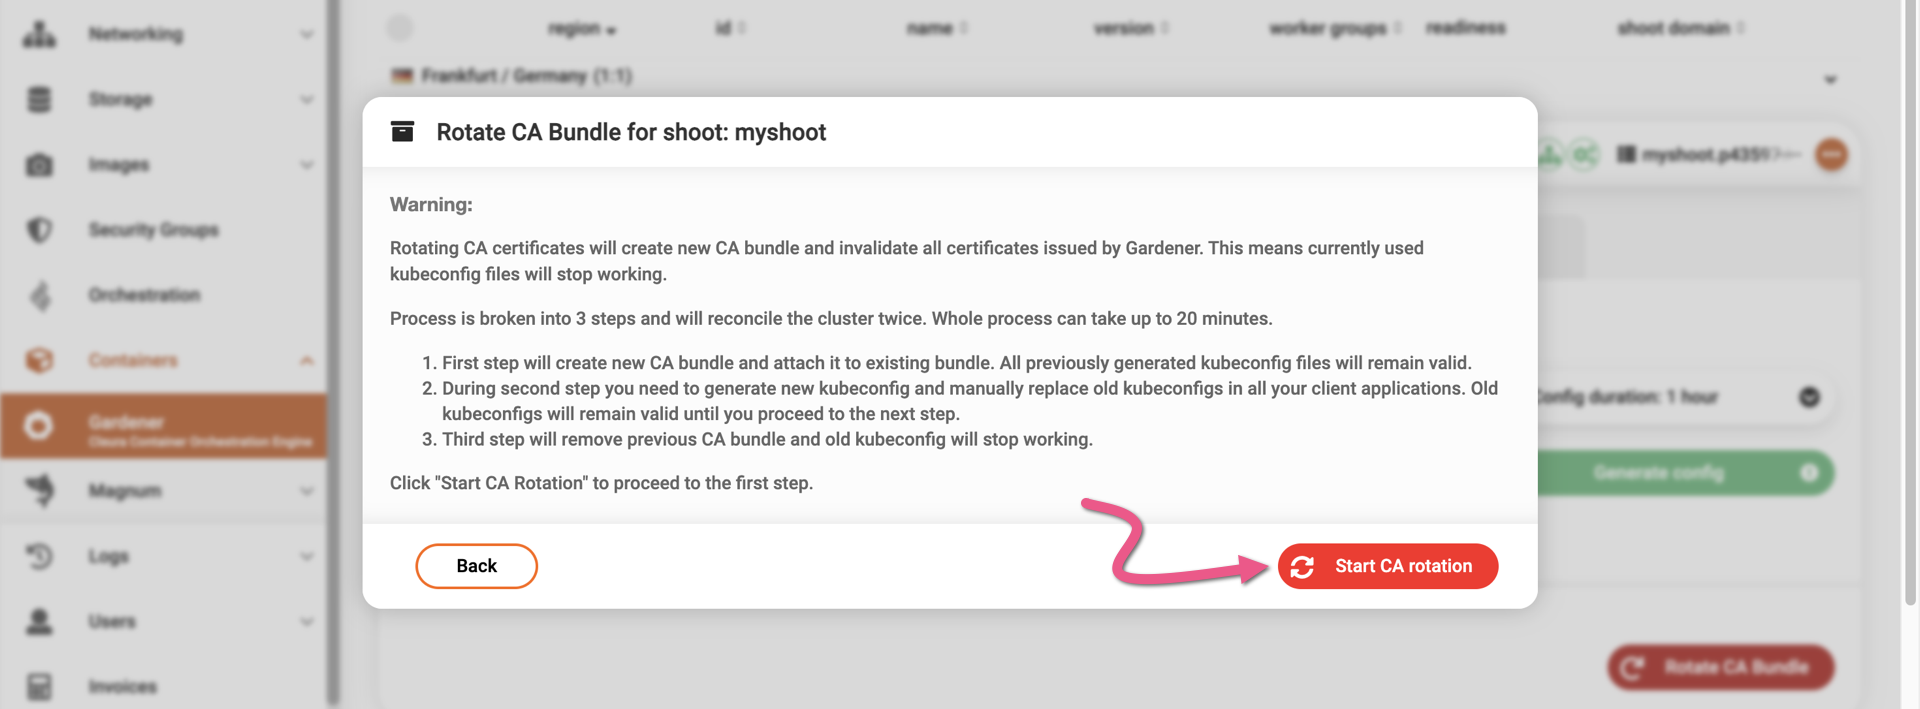 Networking
Storage
Images
Security Groups
Orchestration
Containers
Gardener
Cleura Container Orchestration Engine
Magnum
Logs
Users
Invoices
region id name version worker groups readiness shoot domain
Frankfurt / Germany (1:1)
Rotate CA Bundle for shoot: myshoot
Warning:
Rotating CA certificates will create new CA bundle and invalidate all certificates issued by Gardener. This means currently used
kubeconfig files will stop working.
Process is broken into 3 steps and will reconcile the cluster twice. Whole process can take up to 20 minutes.
1. First step will create new CA bundle and attach it to existing bundle. All previously generated kubeconfig files will remain valid.
2. During second step you need to generate new kubeconfig and manually replace old kubeconfigs in all your client applications. Old
kubeconfigs will remain valid until you proceed to the next step.
3. Third step will remove previous CA bundle and old kubeconfig will stop working.
Click "Start CA Rotation" to proceed to the first step.
Back
Start CA rotation
Config duration: 1 hour
Generate config
Rotate CA Bundle